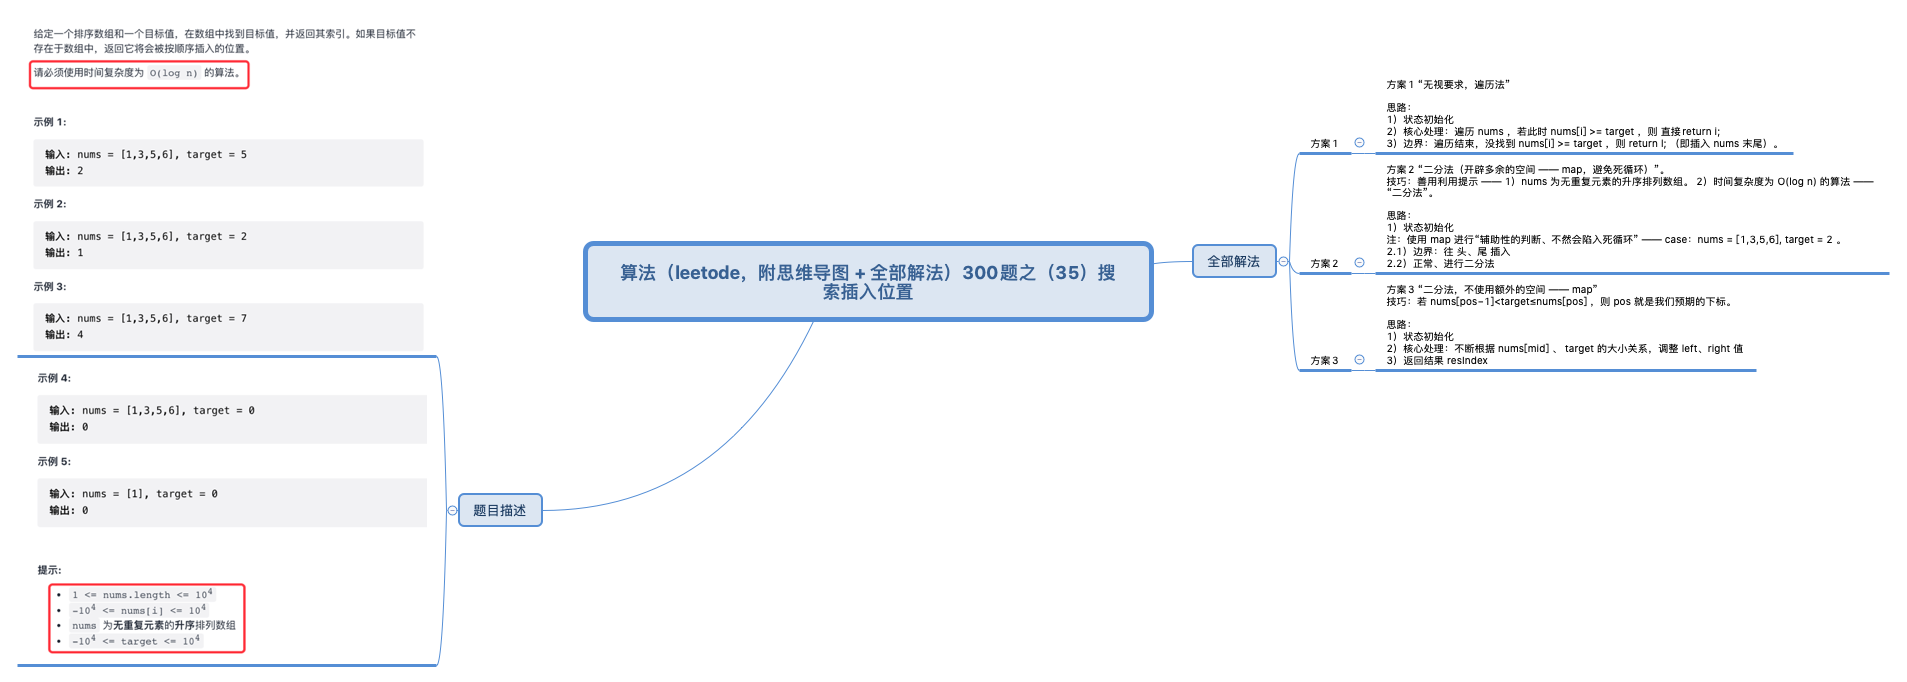 给定一个排序数组和一个目标值，在数组中找到目标值，并返回其索引。如果目标值不
存在于数组中，返回它将会被按顺序插入的位置。
请必须使用时间复杂度为 O(log n) 的算法。
示例 1:
输入: nums = [1,3,5,6], target = 5
输出: 2
示例 2:
输入: nums = [1,3,5,6], target = 2
输出: 1
示例 3:
输入: nums = [1,3,5,6], target = 7
输出: 4
示例 4:
输入: nums = [1,3,5,6], target = 0
输出: 0
示例 5:
输入: nums = [1], target = 0
输出: 0
提示:
• 1 <= nums.length <= 10^4
• -10^4 <= nums[i] <= 10^4
• nums 为无重复元素的升序排列数组
• -10^4 <= target <= 10^4
题目描述
算法（leetode，附思维导图 + 全部解法）300题之（35）搜
索插入位置
全部解法
方案1
方案1 “无视要求，遍历法”
思路：
1）状态初始化
2）核心处理：遍历 nums ，若此时 nums[i] >= target ，则 直接return i;
3）边界：遍历结束，没找到 nums[i] >= target ，则 return l; （即插入 nums 末尾）。
方案2
方案2 “二分法（开辟多余的空间 —— map，避免死循环）”。
技巧：善用利用提示 —— 1）nums 为无重复元素的升序排列数组。 2）时间复杂度为 O(log n) 的算法 ——
“二分法”。
思路：
1）状态初始化
注：使用 map 进行“辅助性的判断、不然会陷入死循环” —— case：nums = [1,3,5,6], target = 2 。
2.1）边界：往 头、尾 插入
2.2）正常、进行二分法
方案3
方案3 “二分法，不使用额外的空间 —— map”
技巧：若 nums[pos-1]<target≤nums[pos] ，则 pos 就是我们预期的下标。
思路：
1）状态初始化
2）核心处理：不断根据 nums[mid] 、 target 的大小关系，调整 left、right 值
3）返回结果 resIndex